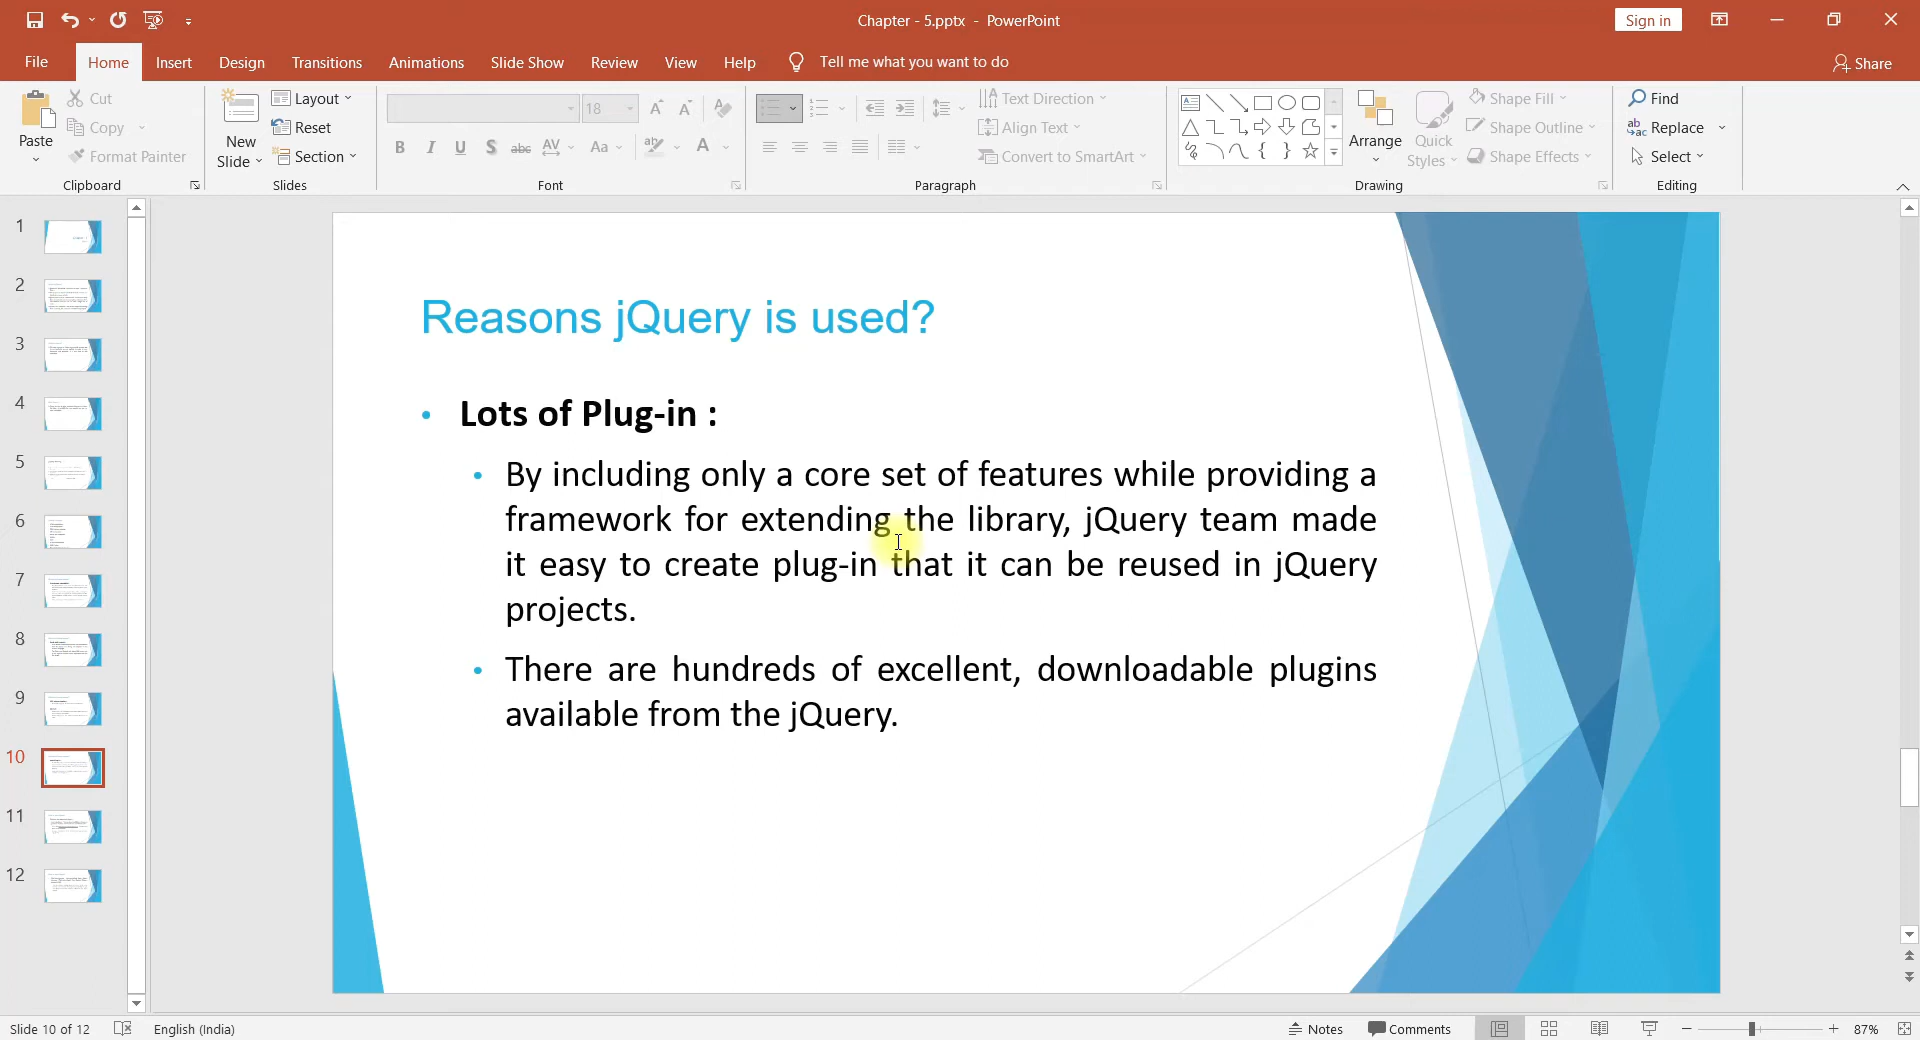 Chapter - 5.pptx - PowerPoint
Sign in
File Home Insert Design Transitions Animations Slide Show Review View Help Tell me what you want to do
Share
Paste
Cut
Copy
Format Painter
Clipboard
New Slide
Layout
Reset
Section
Slides
18
B I U S abc AV Aa ab A
Font
Text Direction
Align Text
Convert to SmartArt
Paragraph
Arrange
Quick Styles
Shape Fill
Shape Outline
Shape Effects
Drawing
Find
Replace
Select
Editing
1
2
3
4
5
6
7
8
9
10
11
12
Reasons jQuery is used?
• Lots of Plug-in :
• By including only a core set of features while providing a
framework for extending the library, jQuery team made
it easy to create plug-in that it can be reused in jQuery
projects.
• There are hundreds of excellent, downloadable plugins
available from the jQuery.
Slide 10 of 12 English (India) Notes Comments 87%